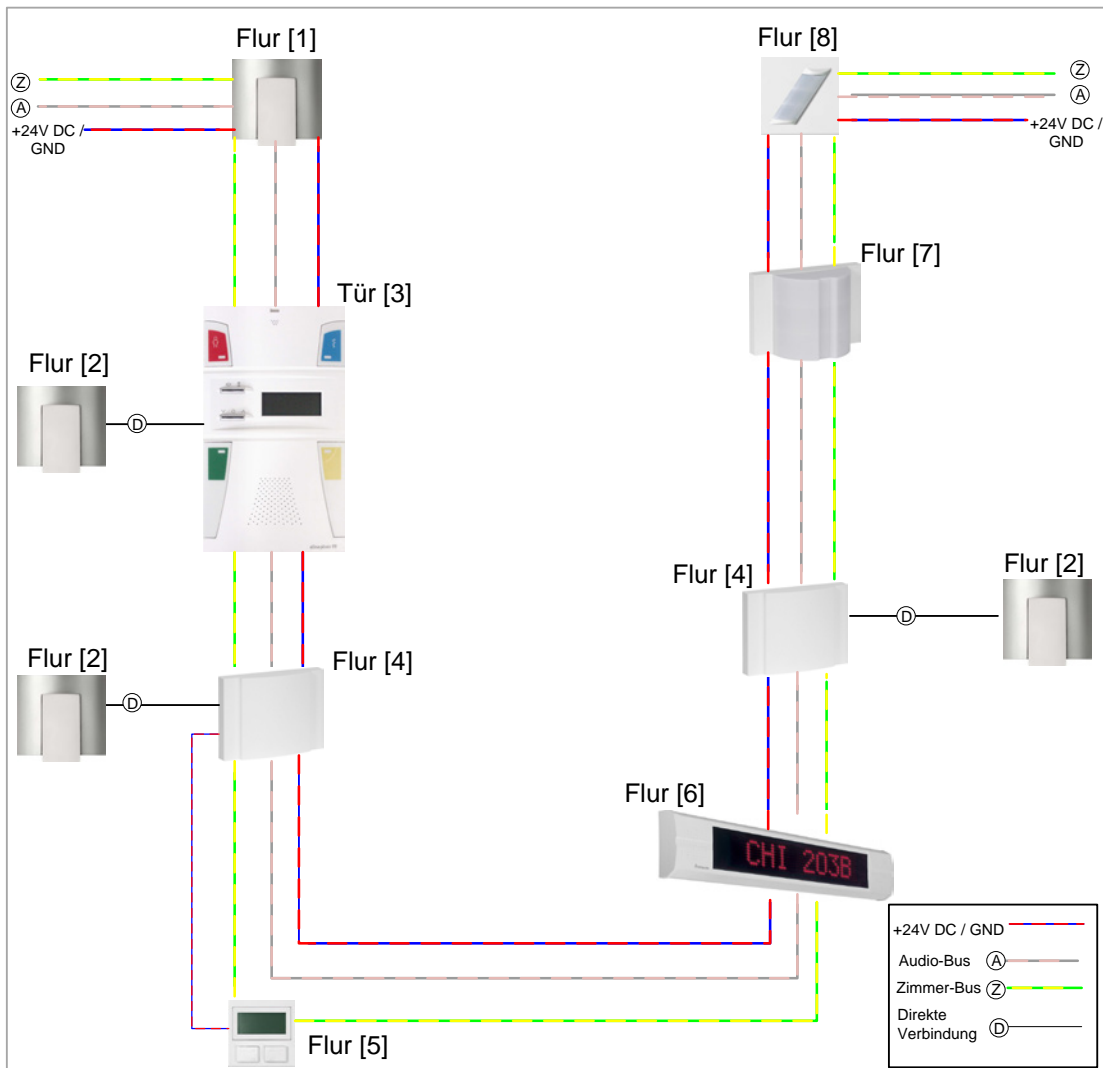 Flur [1]
Flur [8]
Z
A
+24V DC /
GND
Z
A
+24V DC /
GND
Flur [7]
Tür [3]
Flur [2]
D
Flur [4]
Flur [2]
D
Flur [2]
D
Flur [4]
Flur [6]
CHI 203B
Flur [5]
+24V DC / GND
Audio-Bus A
Zimmer-Bus Z
Direkte
Verbindung D